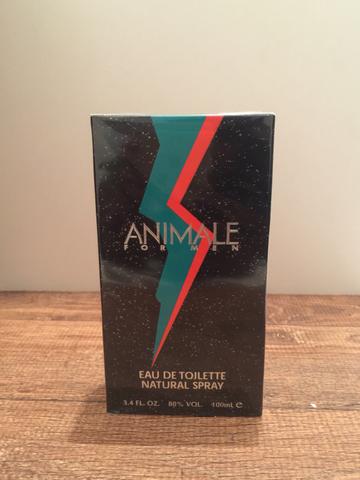 ANIMALE
FOR MEN
EAU DE TOILETTE
NATURAL SPRAY
3.4 FL. OZ. 80% VOL. 100mL e